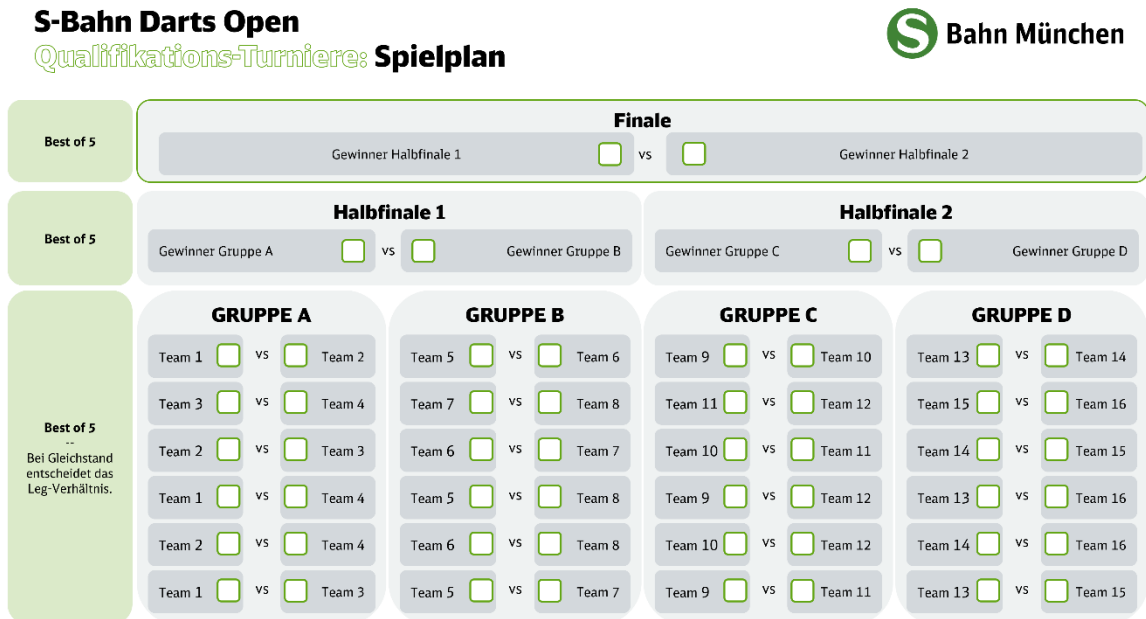 S-Bahn Darts Open
Qualifikations-Turniere: Spielplan
S Bahn München
Best of 5
Finale
Gewinner Halbfinale 1 vs Gewinner Halbfinale 2
Best of 5
Halbfinale 1
Gewinner Gruppe A vs Gewinner Gruppe B
Halbfinale 2
Gewinner Gruppe C vs Gewinner Gruppe D
Best of 5
--
Bei Gleichstand
entscheidet das
Leg-Verhältnis.
GRUPPE A
Team 1 vs Team 2
Team 3 vs Team 4
Team 2 vs Team 3
Team 1 vs Team 4
Team 2 vs Team 4
Team 1 vs Team 3
GRUPPE B
Team 5 vs Team 6
Team 7 vs Team 8
Team 6 vs Team 7
Team 5 vs Team 8
Team 6 vs Team 8
Team 5 vs Team 7
GRUPPE C
Team 9 vs Team 10
Team 11 vs Team 12
Team 10 vs Team 11
Team 9 vs Team 12
Team 10 vs Team 12
Team 9 vs Team 11
GRUPPE D
Team 13 vs Team 14
Team 15 vs Team 16
Team 14 vs Team 15
Team 13 vs Team 16
Team 14 vs Team 16
Team 13 vs Team 15